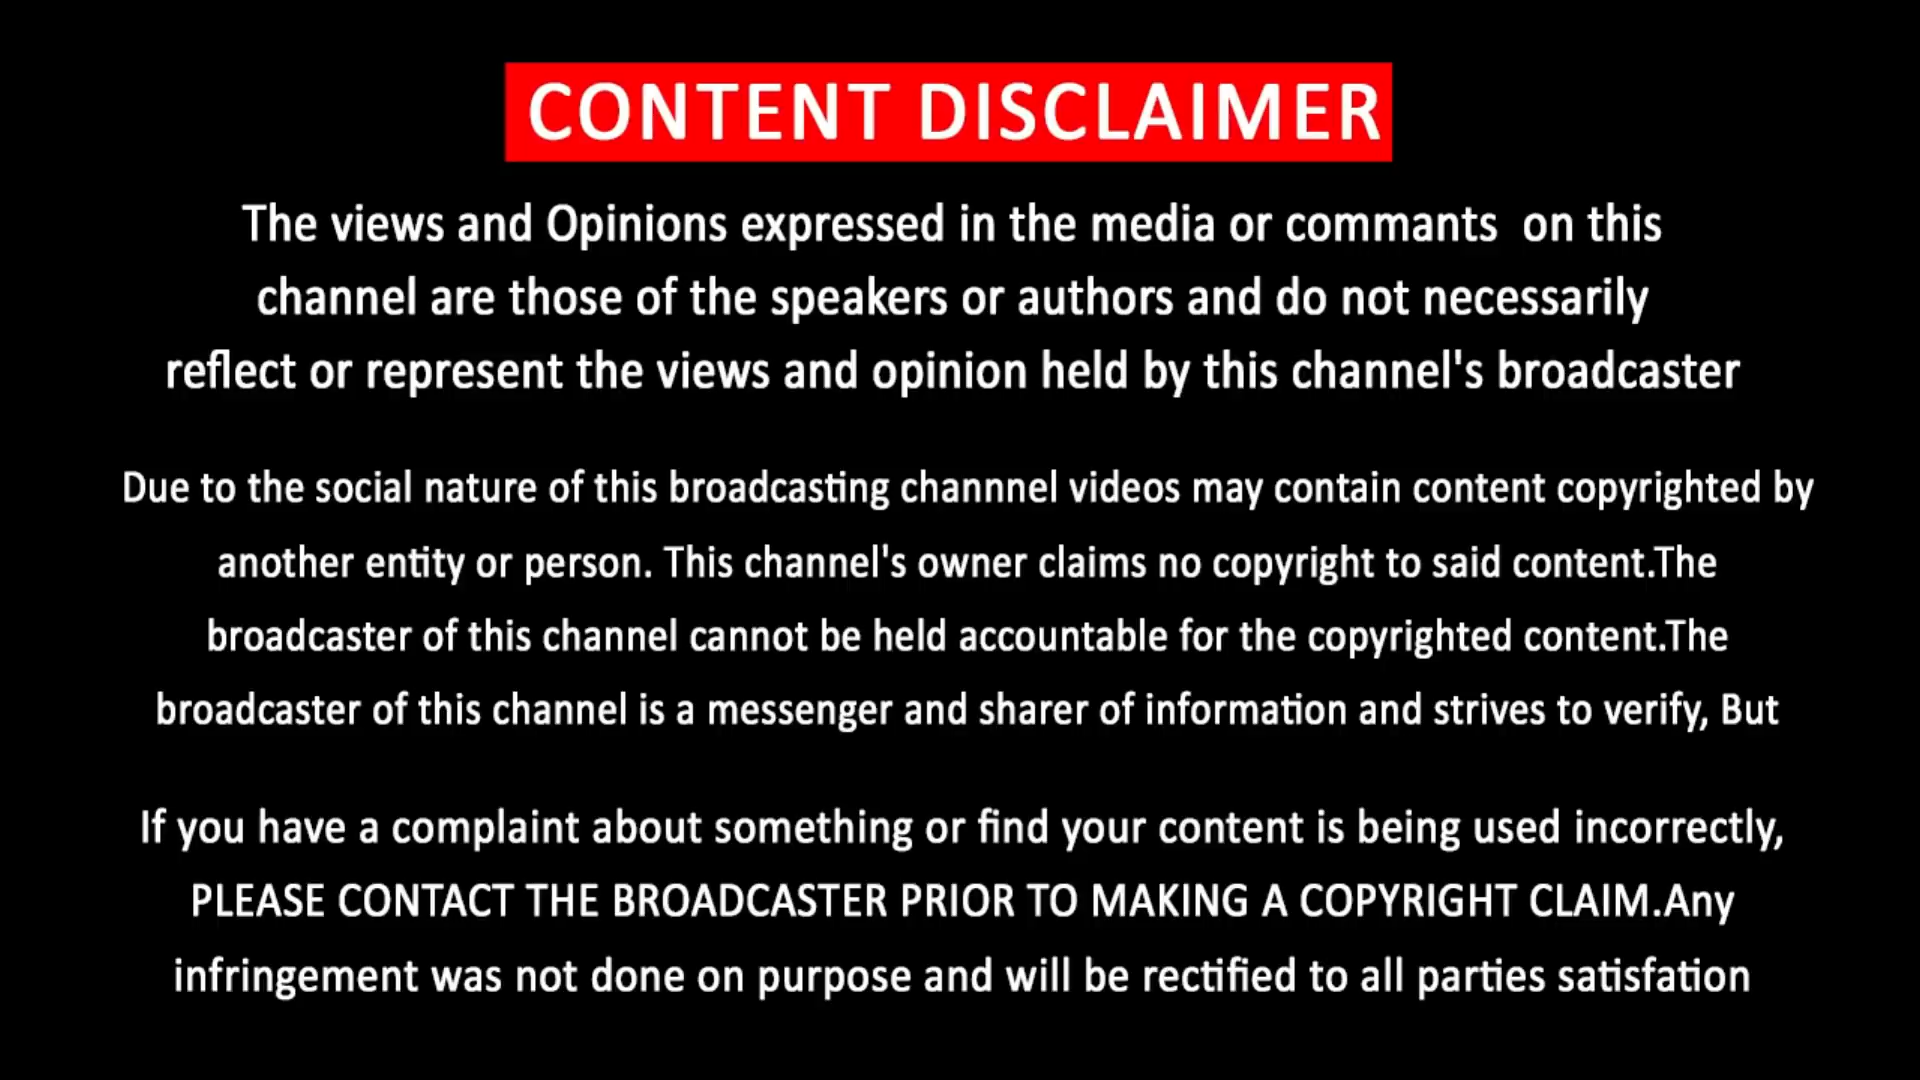 CONTENT DISCLAIMER
The views and Opinions expressed in the media or commants on this
channel are those of the speakers or authors and do not necessarily
reflect or represent the views and opinion held by this channel's broadcaster
Due to the social nature of this broadcasting channnel videos may contain content copyrighted by
another entity or person. This channel's owner claims no copyright to said content.The
broadcaster of this channel cannot be held accountable for the copyrighted content.The
broadcaster of this channel is a messenger and sharer of information and strives to verify, But
If you have a complaint about something or find your content is being used incorrectly,
PLEASE CONTACT THE BROADCASTER PRIOR TO MAKING A COPYRIGHT CLAIM.Any
infringement was not done on purpose and will be rectified to all parties satisfation